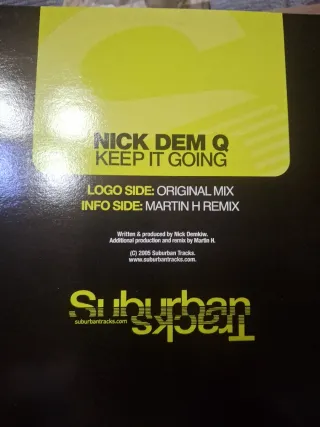 NICK DEM Q
KEEP IT GOING
LOGO SIDE: ORIGINAL MIX
INFO SIDE: MARTIN H REMIX
Written & produced by Nick Demkiw.
Additional production and remix by Martin H.
(C) 2005 Suburban Tracks.
www.suburbantracks.com
Suburban
suburbantracks.com
Tracks